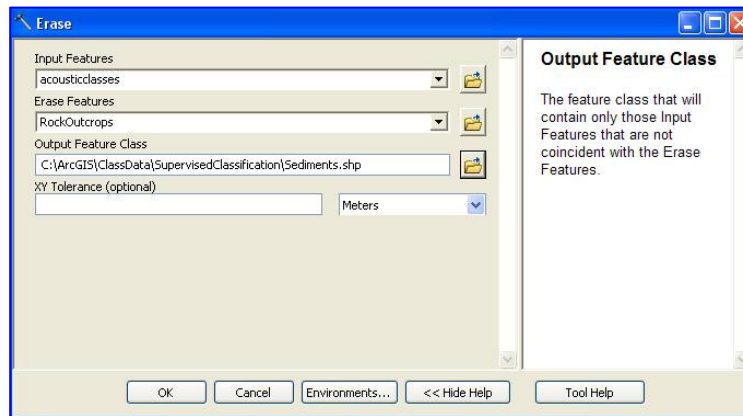 Erase
Input Features
acousticclasses
Erase Features
RockOutcrops
Output Feature Class
C:\ArcGIS\ClassData\SupervisedClassification\Sediments.shp
XY Tolerance (optional)
Meters
Output Feature Class
The feature class that will
contain only those Input
Features that are not
coincident with the Erase
Features.
OK
Cancel
Environments...
<< Hide Help
Tool Help